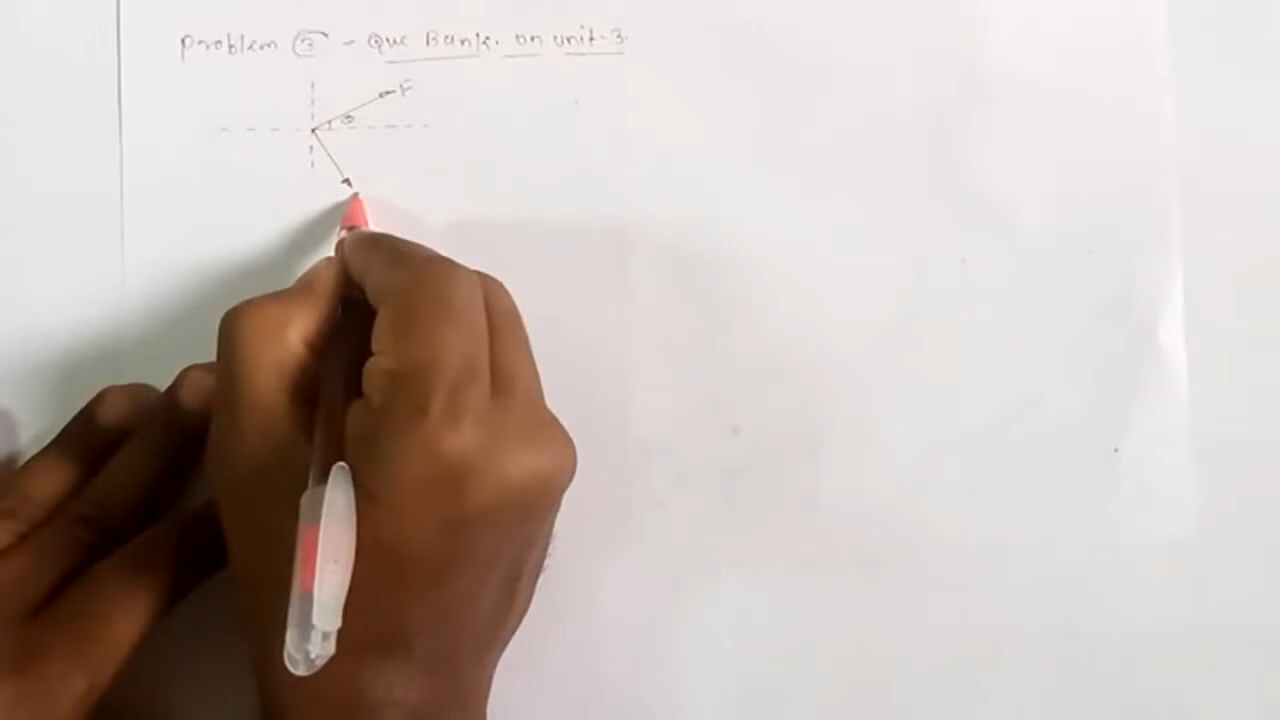 Problem ③ - Que Bank. on unit-3.
F
θ